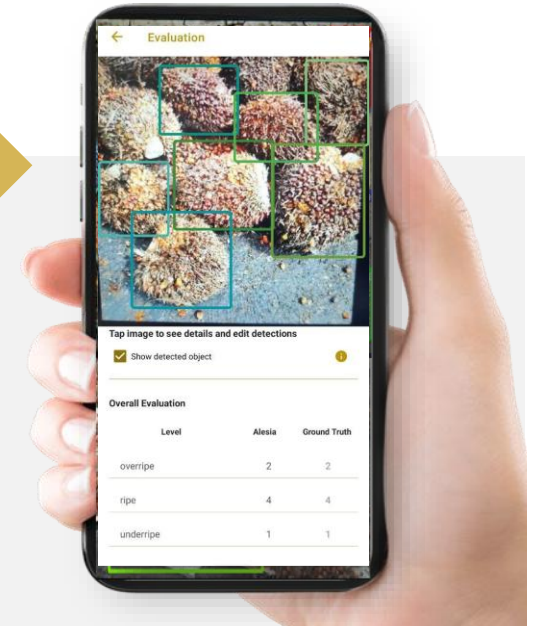 Evaluation
Tap image to see details and edit detections
Show detected object
Overall Evaluation
Level Alesia Ground Truth
overripe 2 2
ripe 4 4
underripe 1 1